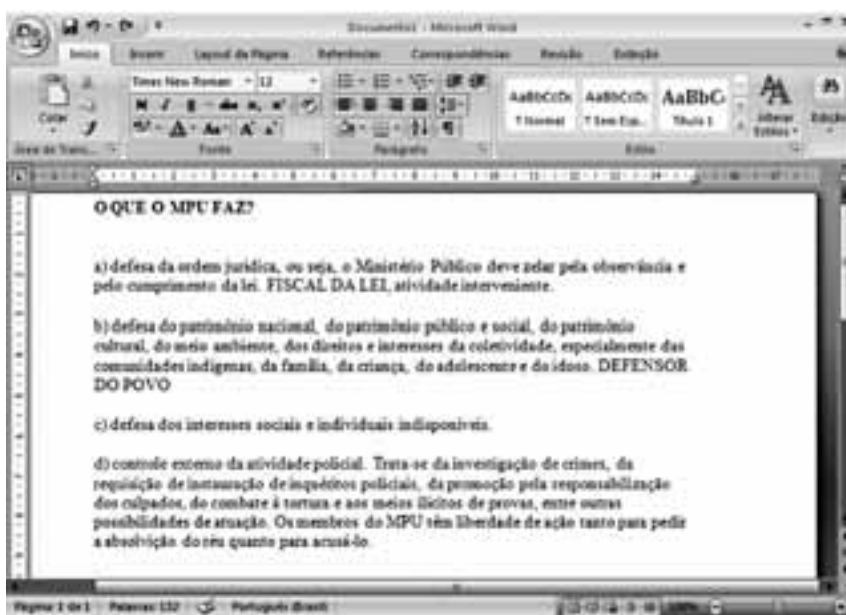 Documento1 - Microsoft Word
Início Inserir Layout da Página Referências Correspondências Revisão Exibição
Times New Roman 12
Colar
AaBbCcDc AaBbCcDc AaBbC
¶ Normal ¶ Sem Esp... Título 1
Alterar Estilos
Edição
Área de Trans... Fonte Parágrafo Estilo
O QUE O MPU FAZ?
a) defesa da ordem jurídica, ou seja, o Ministério Público deve zelar pela observância e
pelo cumprimento da lei. FISCAL DA LEI, atividade interveniente.
b) defesa do patrimônio nacional, do patrimônio público e social, do patrimônio
cultural, do meio ambiente, dos direitos e interesses da coletividade, especialmente das
comunidades indígenas, da família, da criança, do adolescente e do idoso. DEFENSOR
DO POVO
c) defesa dos interesses sociais e individuais indisponíveis.
d) controle externo da atividade policial. Trata-se da investigação de crimes, da
requisição de instauração de inquéritos policiais, da promoção pela responsabilização
dos culpados, do combate à tortura e aos meios ilícitos de provas, entre outras
possibilidades de atuação. Os membros do MPU têm liberdade de ação tanto para pedir
a absolvição do réu quanto para acusá-lo.
Página 1 de 1 Palavras: 132 Português (Brasil) 100%